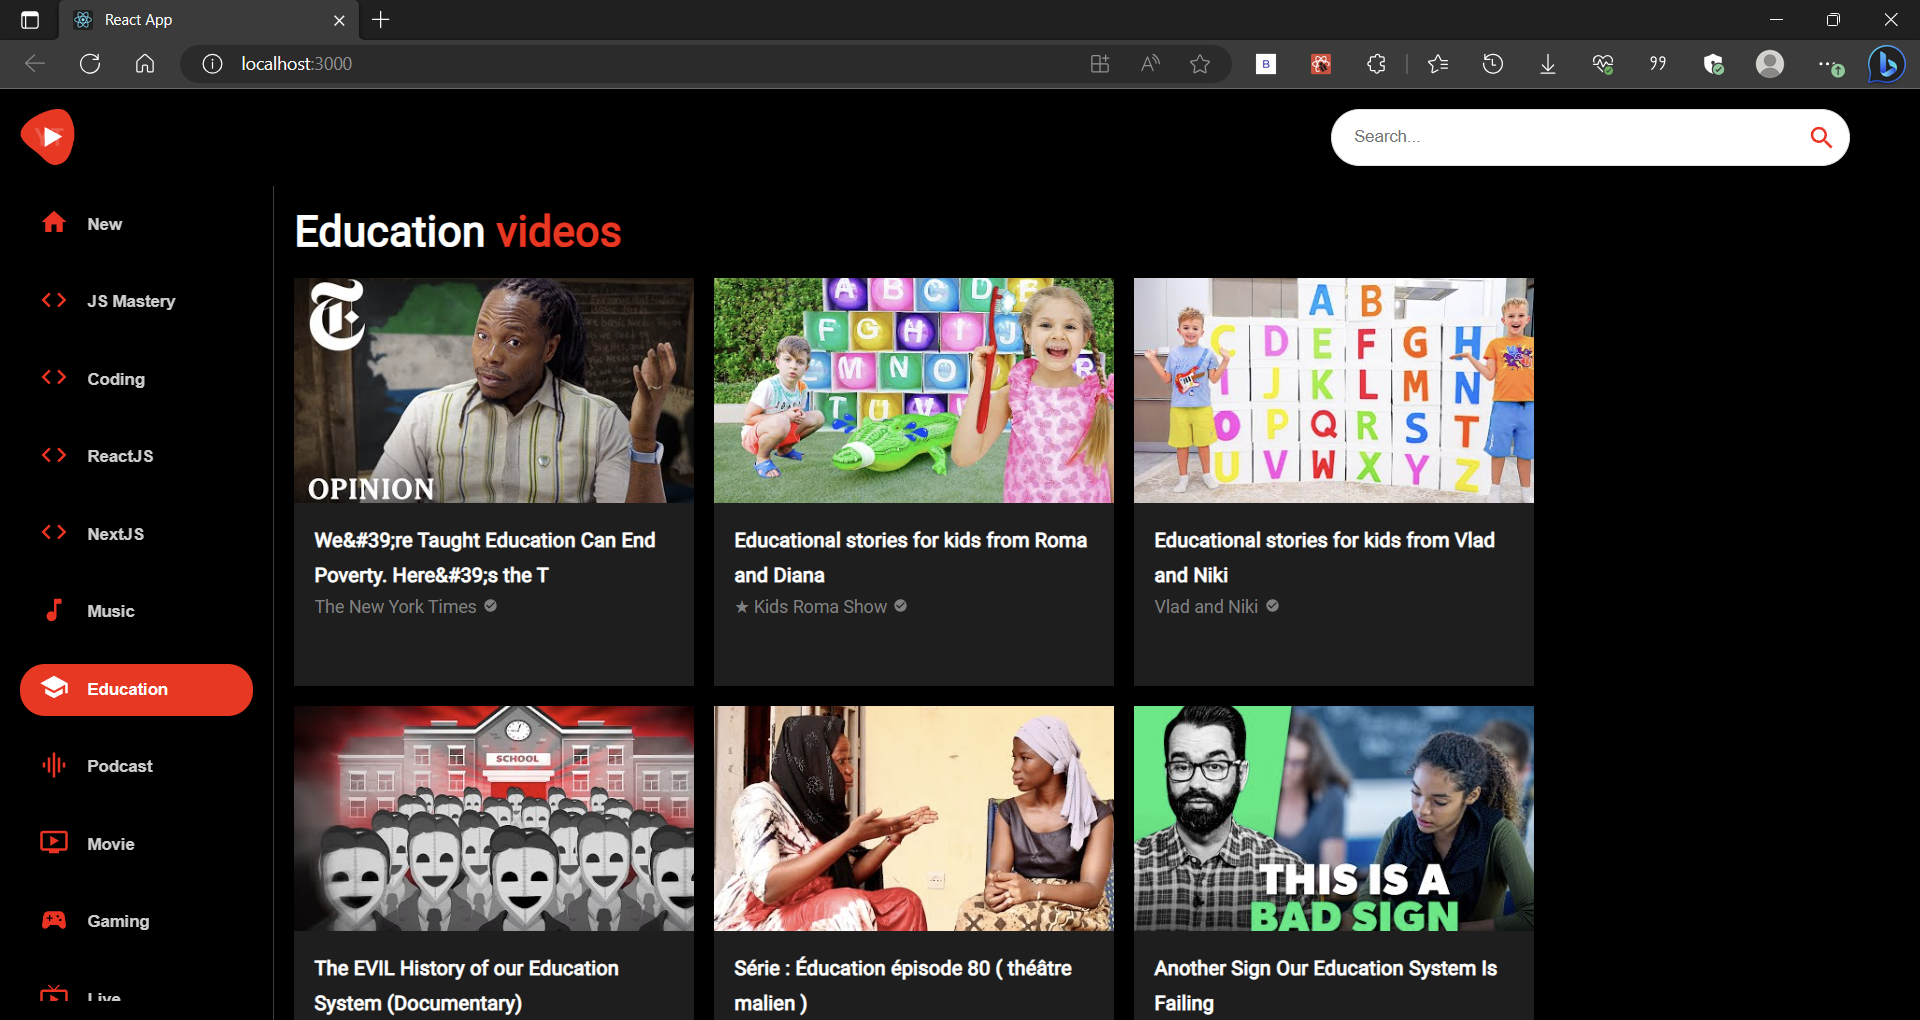 React App
localhost:3000
Search...
New
JS Mastery
Coding
ReactJS
NextJS
Music
Education
Podcast
Movie
Gaming
Live
Education videos
OPINION
We&#39;re Taught Education Can End
Poverty. Here&#39;s the T
The New York Times
A B C D E
F G H I J
M N O R
T U V
Educational stories for kids from Roma
and Diana
★ Kids Roma Show
A B
C D E F G H
I J K L M N
O P Q R S T
U V W X Y Z
Educational stories for kids from Vlad
and Niki
Vlad and Niki
SCHOOL
The EVIL History of our Education
System (Documentary)
Série : Éducation épisode 80 ( théâtre
malien )
THIS IS A
BAD SIGN
Another Sign Our Education System Is
Failing